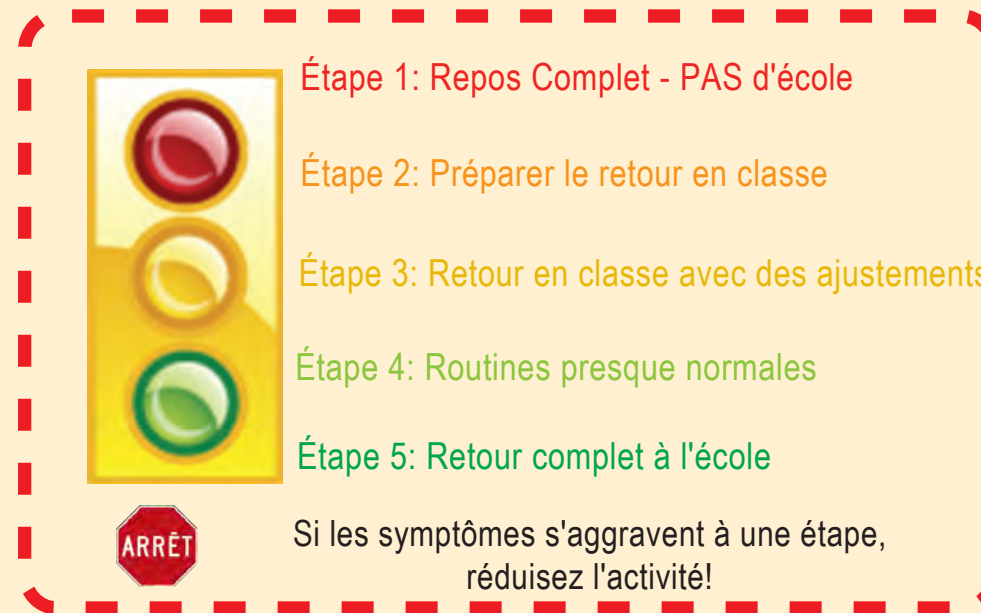 Étape 1: Repos Complet - PAS d'école
Étape 2: Préparer le retour en classe
Étape 3: Retour en classe avec des ajustements
Étape 4: Routines presque normales
Étape 5: Retour complet à l'école
ARRÊT
Si les symptômes s'aggravent à une étape,
réduisez l'activité!